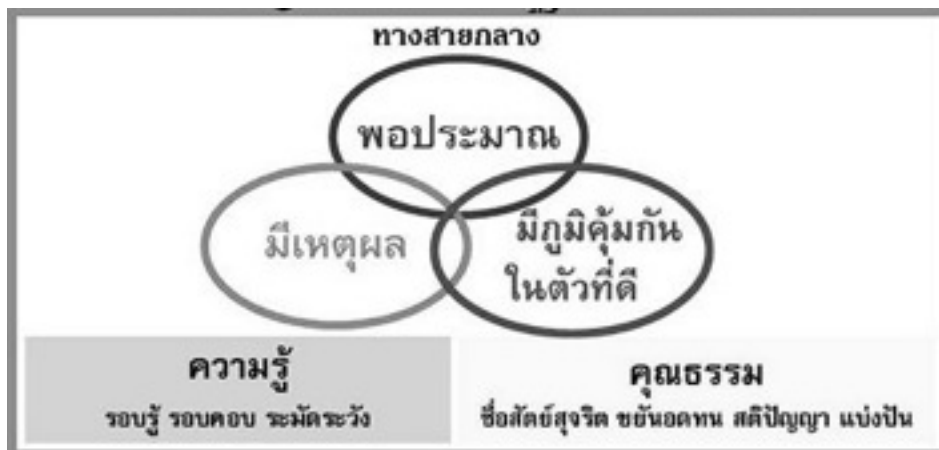 ทางสายกลาง
พอประมาณ
มีเหตุผล
มีภูมิคุ้มกัน
ในตัวที่ดี
ความรู้
รอบรู้ รอบคอบ ระมัดระวัง
คุณธรรม
ซื่อสัตย์สุจริต ขยันอดทน สติปัญญา แบ่งปัน